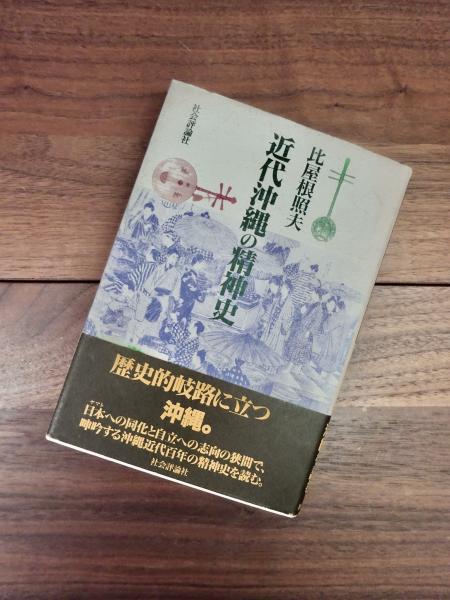 比屋根照夫
近代沖縄の精神史
社会評論社
歴史的岐路に立つ
沖縄。
ヤマト
日本への同化と自立への志向の狭間で、
呻吟する沖縄近代百年の精神史を読む。
社会評論社